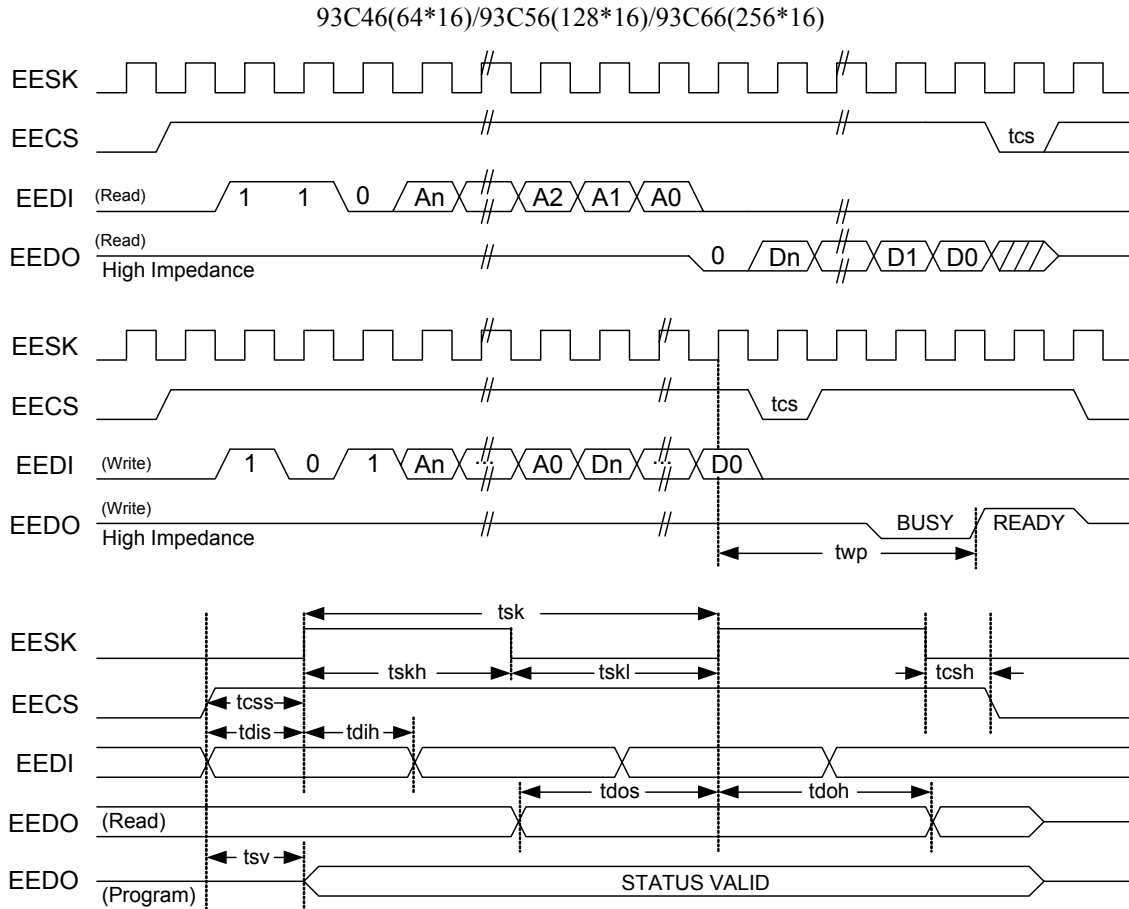 93C46(64*16)/93C56(128*16)/93C66(256*16)
EESK
EECS tcs
EEDI (Read) 1 1 0 An A2 A1 A0
EEDO (Read) High Impedance 0 Dn D1 D0
EESK
EECS tcs
EEDI (Write) 1 0 1 An ... A0 Dn ... D0
EEDO (Write) High Impedance BUSY READY
twp
tsk
EESK
tskh tskl tcsh
EECS tcss
tdis tdih
EEDI
tdos tdoh
EEDO (Read)
tsv
EEDO (Program) STATUS VALID